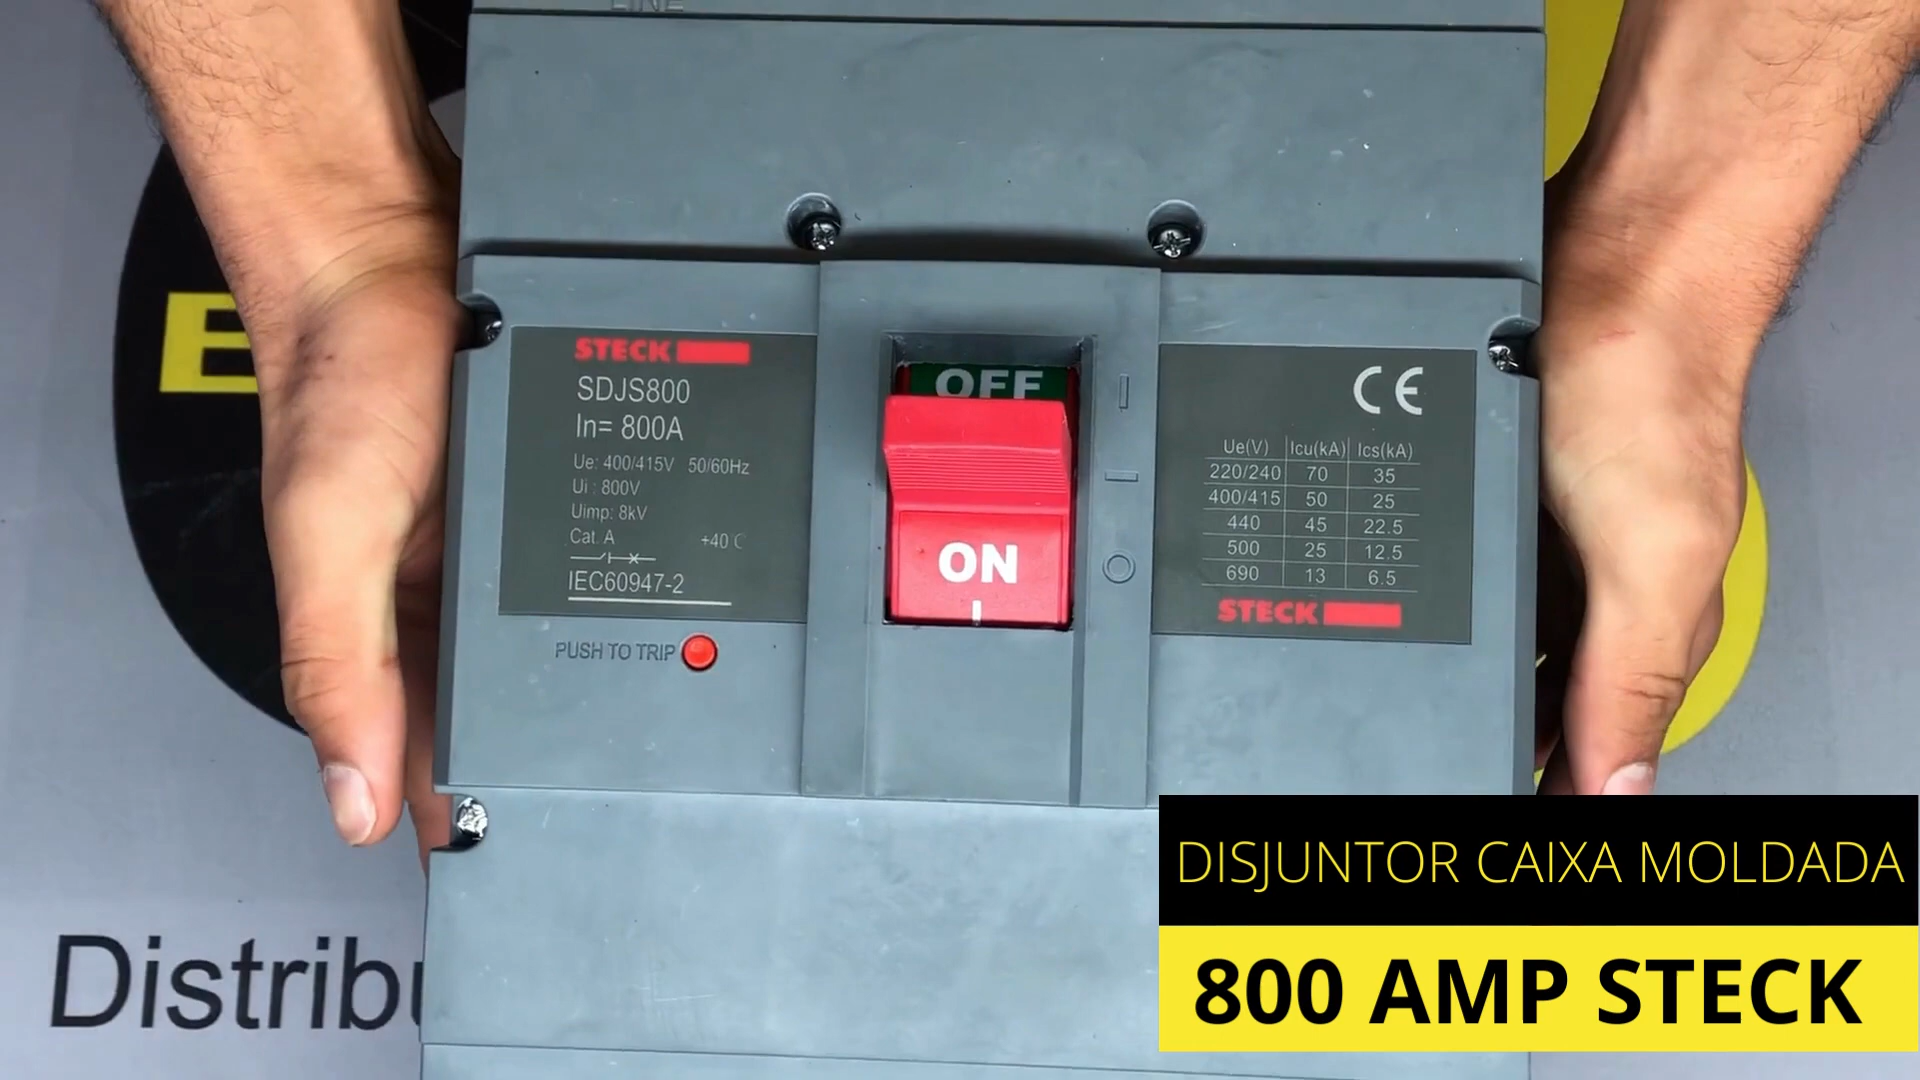 LINE
STECK
SDJS800
In= 800A
Ue: 400/415V 50/60Hz
Ui : 800V
Uimp: 8kV
Cat. A +40 C
IEC60947-2
PUSH TO TRIP
OFF
ON
CE
Ue(V) Icu(kA) Ics(kA)
220/240 70 35
400/415 50 25
440 45 22.5
500 25 12.5
690 13 6.5
STECK
E
Distribu
DISJUNTOR CAIXA MOLDADA
800 AMP STECK